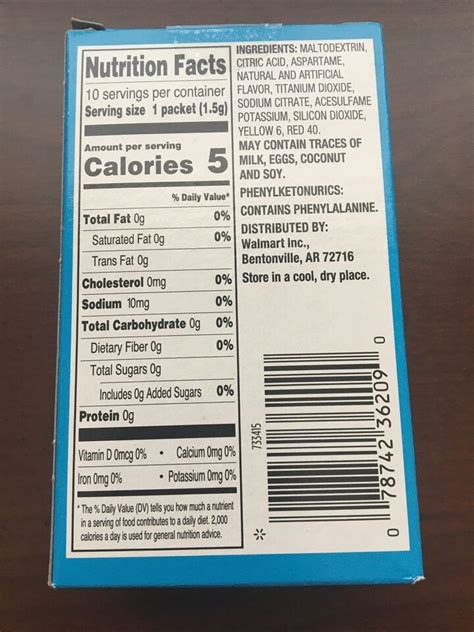 Nutrition Facts
10 servings per container
Serving size 1 packet (1.5g)
Amount per serving
Calories 5
% Daily Value*
Total Fat 0g 0%
Saturated Fat 0g 0%
Trans Fat 0g
Cholesterol 0mg 0%
Sodium 10mg 0%
Total Carbohydrate 0g 0%
Dietary Fiber 0g 0%
Total Sugars 0g
Includes 0g Added Sugars 0%
Protein 0g
Vitamin D 0mcg 0% • Calcium 0mg 0%
Iron 0mg 0% • Potassium 0mg 0%
* The % Daily Value (DV) tells you how much a nutrient
in a serving of food contributes to a daily diet. 2,000
calories a day is used for general nutrition advice.
INGREDIENTS: MALTODEXTRIN,
CITRIC ACID, ASPARTAME,
NATURAL AND ARTIFICIAL
FLAVOR, TITANIUM DIOXIDE,
SODIUM CITRATE, ACESULFAME
POTASSIUM, SILICON DIOXIDE,
YELLOW 6, RED 40.
MAY CONTAIN TRACES OF
MILK, EGGS, COCONUT
AND SOY.
PHENYLKETONURICS:
CONTAINS PHENYLALANINE.
DISTRIBUTED BY:
Walmart Inc.,
Bentonville, AR 72716
Store in a cool, dry place.
733415
0 78742 36209 0